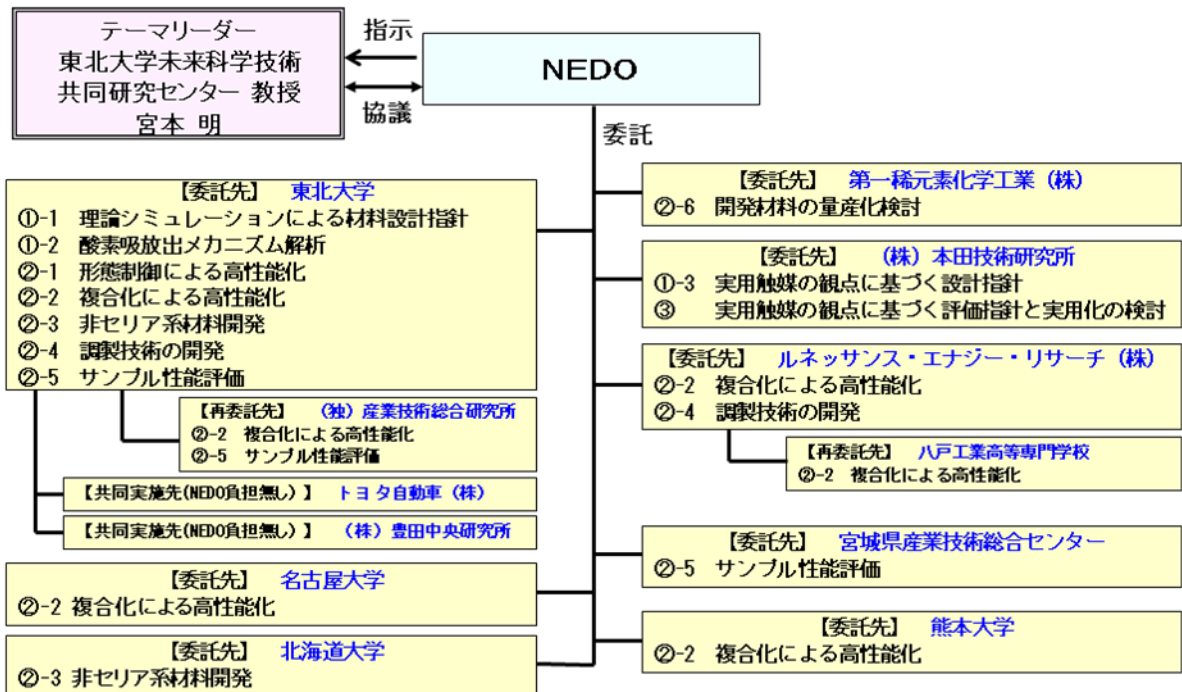 テーマリーダー
東北大学未来科学技術
共同研究センター 教授
宮本 明
指示
協議
NEDO
委託
【委託先】 東北大学
①-1 理論シミュレーションによる材料設計指針
①-2 酸素吸放出メカニズム解析
②-1 形態制御による高性能化
②-2 複合化による高性能化
②-3 非セリア系材料開発
②-4 調製技術の開発
②-5 サンプル性能評価
【再委託先】 (独)産業技術総合研究所
②-2 複合化による高性能化
②-5 サンプル性能評価
【共同実施先(NEDO負担無し)】 トヨタ自動車(株)
【共同実施先(NEDO負担無し)】 (株)豊田中央研究所
【委託先】 名古屋大学
②-2 複合化による高性能化
【委託先】 北海道大学
②-3 非セリア系材料開発
【委託先】 第一稀元素化学工業(株)
②-6 開発材料の量産化検討
【委託先】 (株)本田技術研究所
①-3 実用触媒の観点に基づく設計指針
③ 実用触媒の観点に基づく評価指針と実用化の検討
【委託先】 ルネッサンス・エナジー・リサーチ(株)
②-2 複合化による高性能化
②-4 調製技術の開発
【再委託先】 八戸工業高等専門学校
②-2 複合化による高性能化
【委託先】 宮城県産業技術総合センター
②-5 サンプル性能評価
【委託先】 熊本大学
②-2 複合化による高性能化